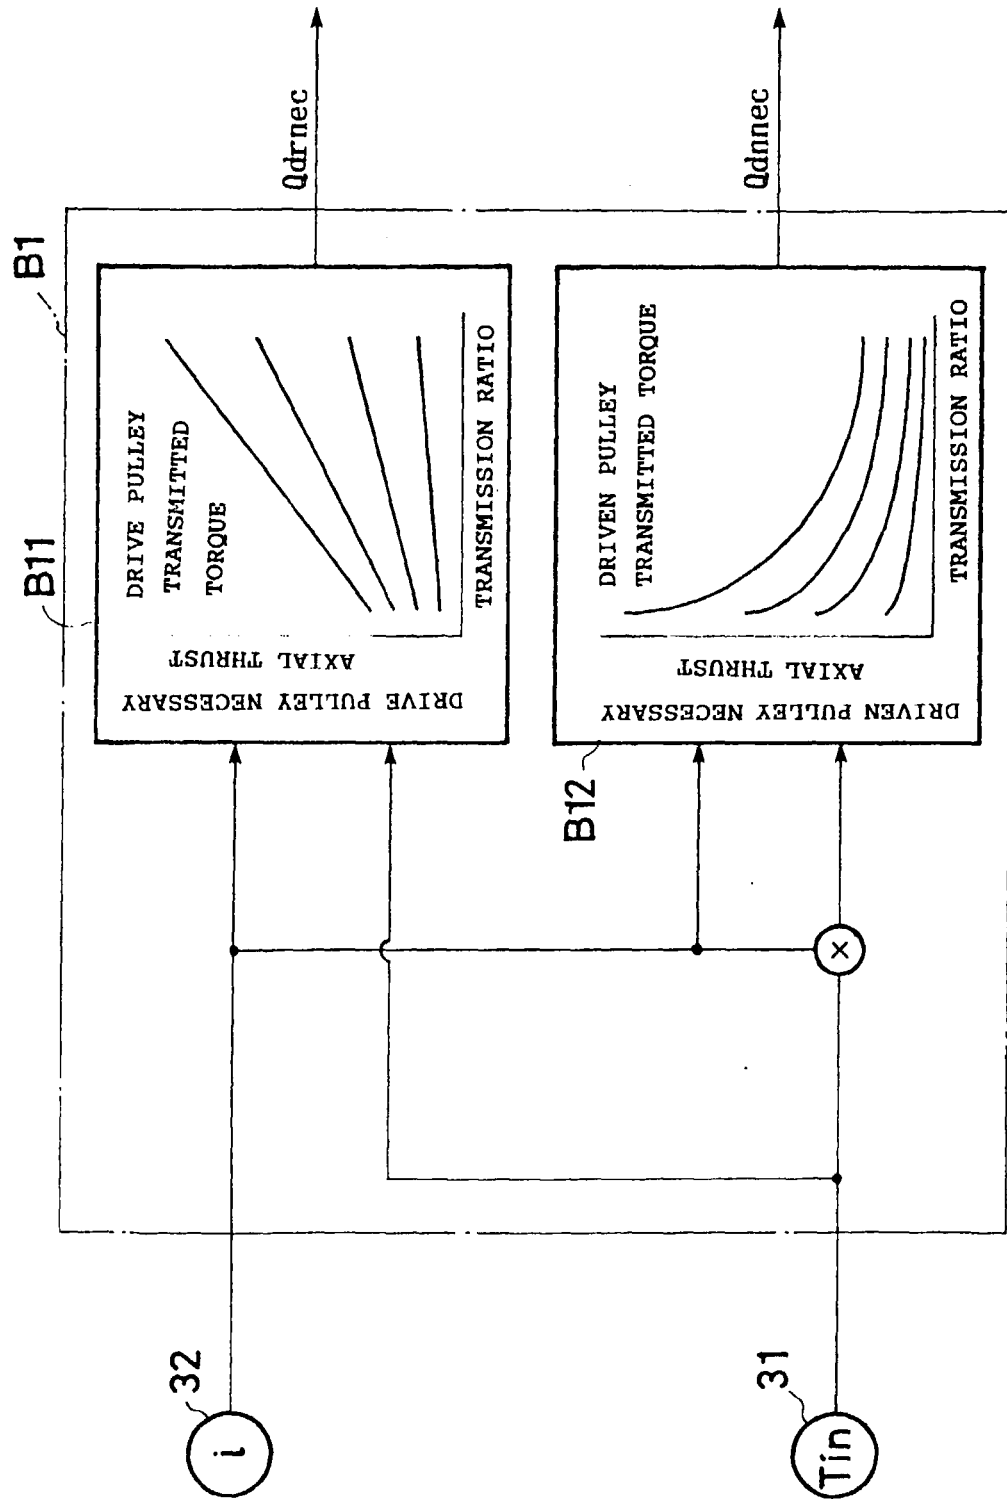 B1
B11
DRIVE PULLEY
TRANSMITTED
TORQUE
DRIVE PULLEY NECESSARY
AXIAL THRUST
TRANSMISSION RATIO
Qdrnec
B12
DRIVEN PULLEY
TRANSMITTED TORQUE
DRIVEN PULLEY NECESSARY
AXIAL THRUST
TRANSMISSION RATIO
Qdnnec
32
i
×
31
Tin